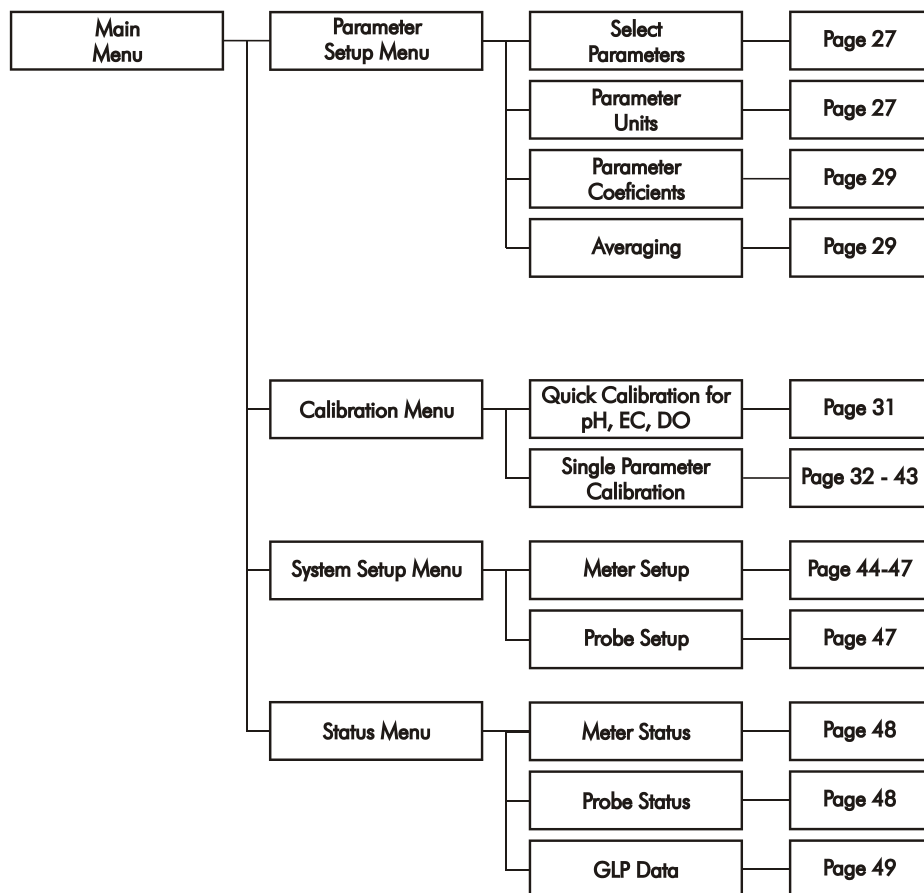 Main
Menu
Parameter
Setup Menu
Select
Parameters
Page 27
Parameter
Units
Page 27
Parameter
Coeficients
Page 29
Averaging
Page 29
Calibration Menu
Quick Calibration for
pH, EC, DO
Page 31
Single Parameter
Calibration
Page 32 - 43
System Setup Menu
Meter Setup
Page 44-47
Probe Setup
Page 47
Status Menu
Meter Status
Page 48
Probe Status
Page 48
GLP Data
Page 49